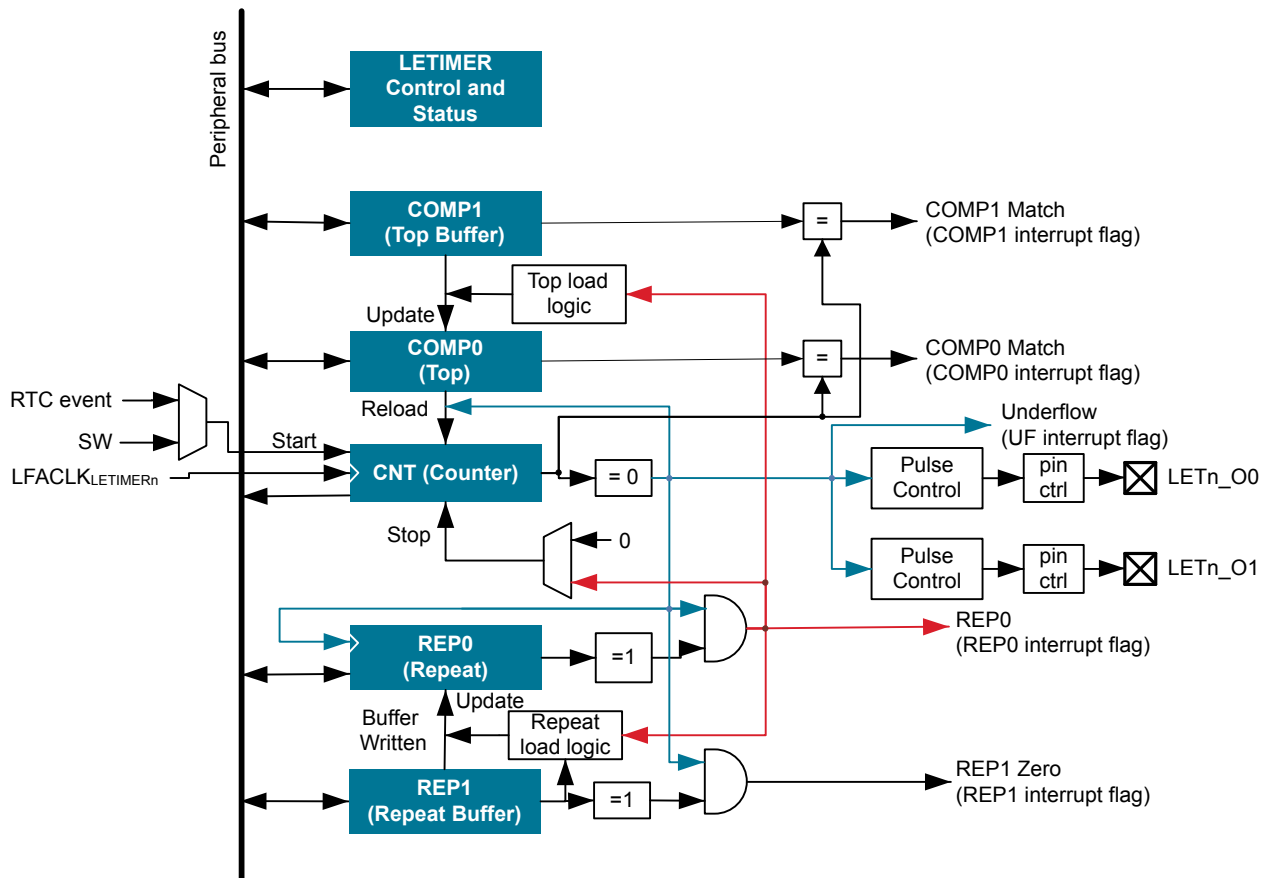 Peripheral bus
LETIMER
Control and
Status
COMP1
(Top Buffer)
=
COMP1 Match
(COMP1 interrupt flag)
Top load
logic
Update
COMP0
(Top)
=
COMP0 Match
(COMP0 interrupt flag)
RTC event
SW
Start
Reload
Underflow
(UF interrupt flag)
LFACLKLETIMERn
CNT (Counter)
= 0
Pulse
Control
pin
ctrl
LETn_O0
Stop
0
Pulse
Control
pin
ctrl
LETn_O1
REP0
(Repeat)
=1
REP0
(REP0 interrupt flag)
Update
Buffer
Written
Repeat
load logic
REP1
(Repeat Buffer)
=1
REP1 Zero
(REP1 interrupt flag)